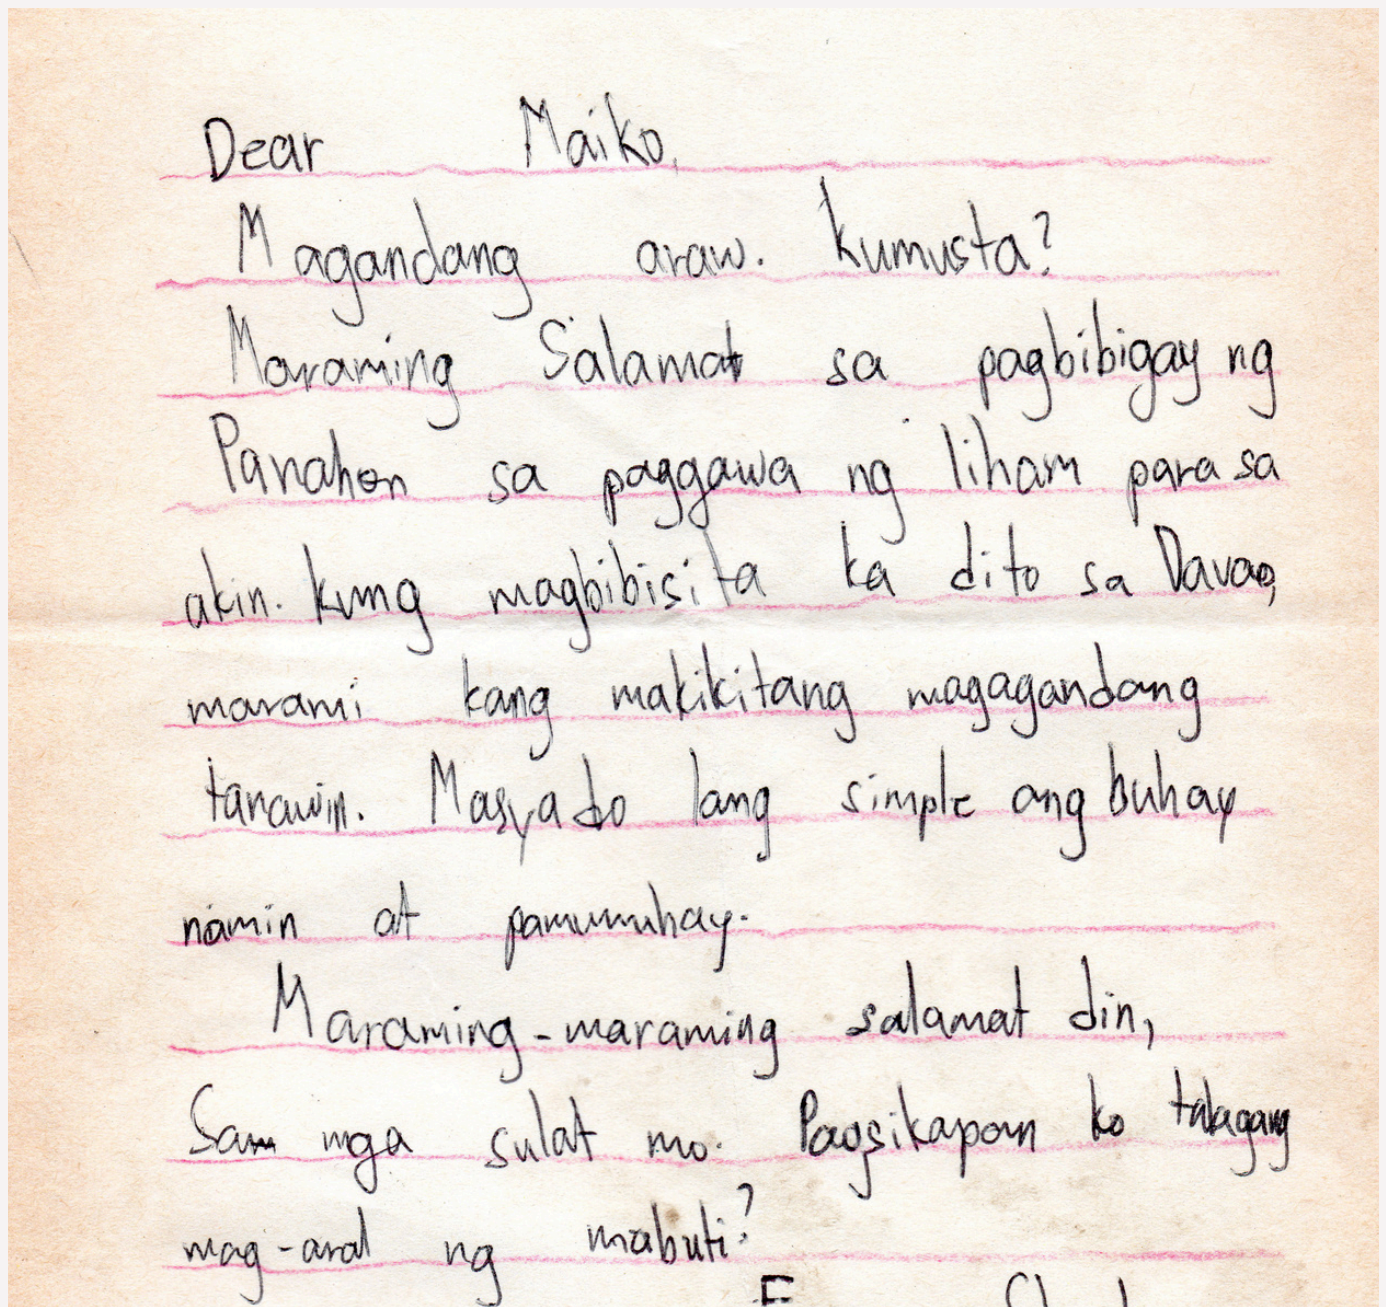 Dear Maiko,
Magandang araw. Kumusta?
Maraming Salamat sa pagbibigay ng
Panahon sa paggawa ng liham para sa
akin. Kung magbibisita ka dito sa Davao,
marami kang makikitang magagandang
tanawin. Masyado lang simple ang buhay
namin at pamumuhay.
Maraming-maraming salamat din,
Sa mga sulat mo. Pagsikapan ko talagang
mag-aral ng mabuti?